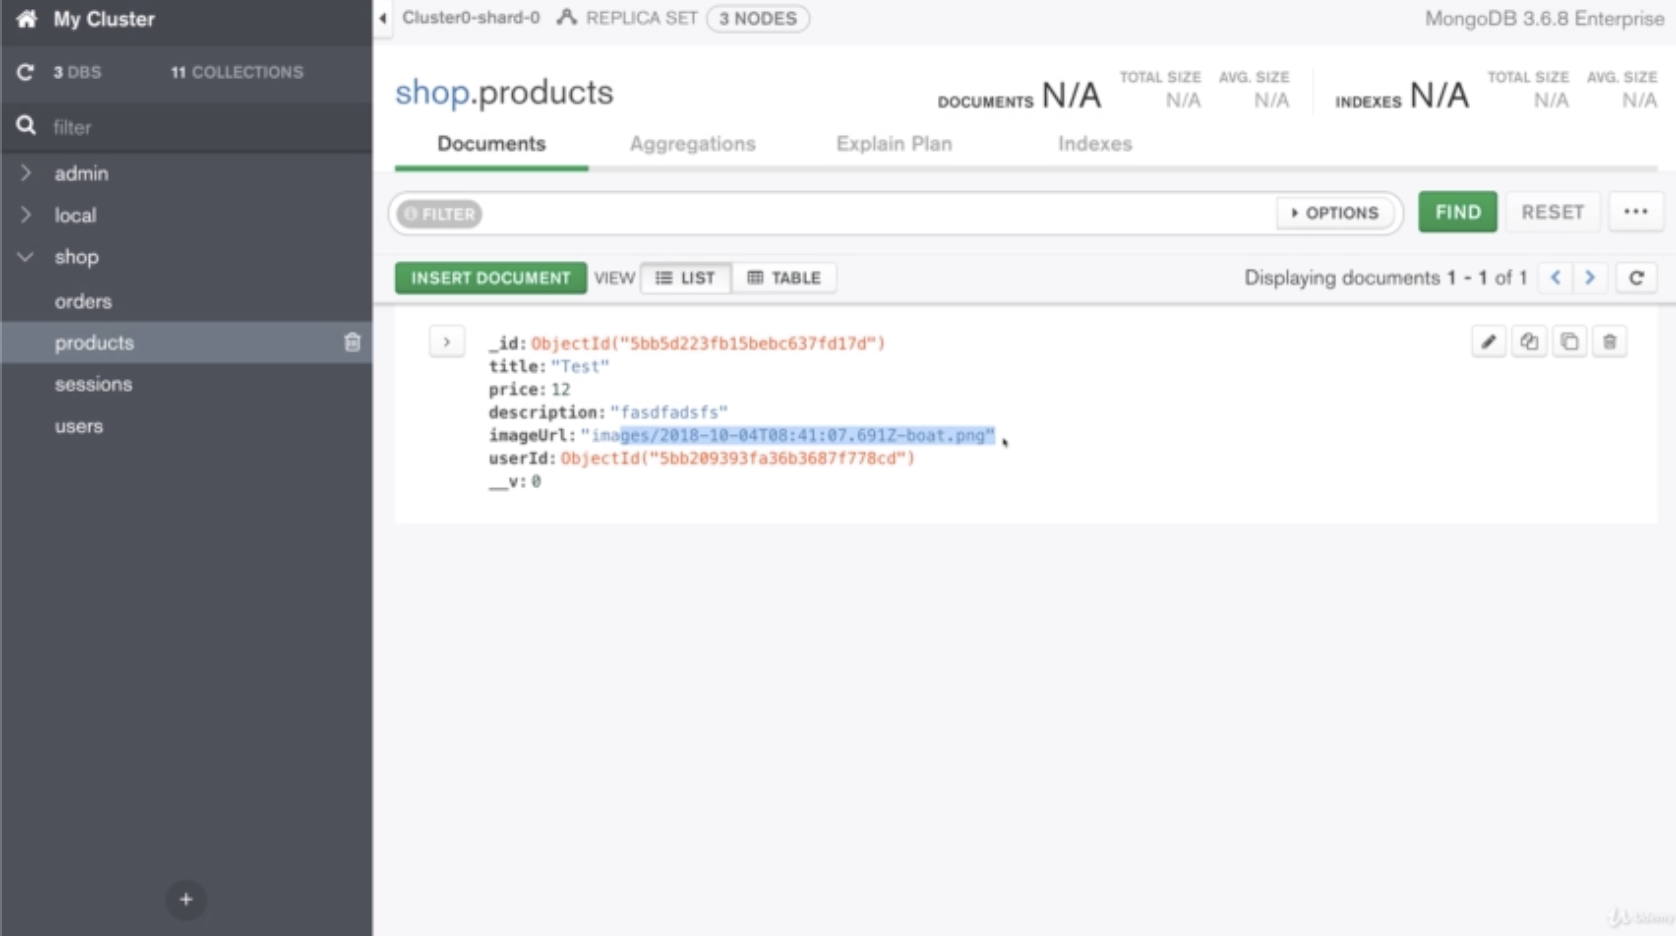 My Cluster
Cluster0-shard-0 REPLICA SET 3 NODES
MongoDB 3.6.8 Enterprise
3 DBS 11 COLLECTIONS
filter
admin
local
shop
orders
products
sessions
users
shop.products
DOCUMENTS N/A TOTAL SIZE N/A AVG. SIZE N/A
INDEXES N/A TOTAL SIZE N/A AVG. SIZE N/A
Documents Aggregations Explain Plan Indexes
FILTER OPTIONS FIND RESET ...
INSERT DOCUMENT VIEW LIST TABLE Displaying documents 1 - 1 of 1
_id: ObjectId("5bb5d223fb15bebc637fd17d")
title: "Test"
price: 12
description: "fasdfadsfs"
imageUrl: "images/2018-10-04T08:41:07.691Z-boat.png"
userId: ObjectId("5bb209393fa36b3687f778cd")
__v: 0
Udemy